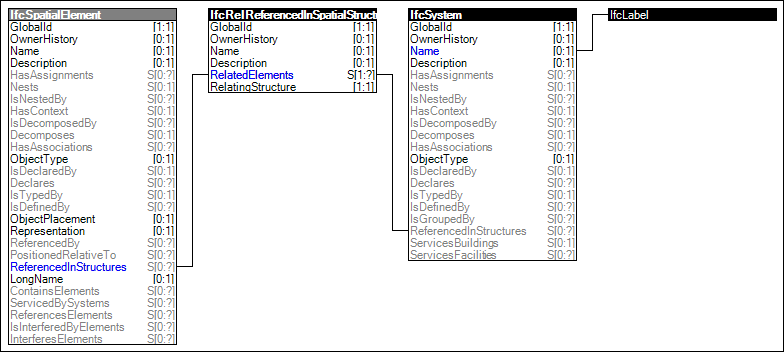 IfcSpatialElement
GlobalId [1:1]
OwnerHistory [0:1]
Name [0:1]
Description [0:1]
HasAssignments S[0:?]
Nests S[0:1]
IsNestedBy S[0:?]
HasContext S[0:1]
IsDecomposedBy S[0:?]
Decomposes S[0:1]
HasAssociations S[0:?]
ObjectType [0:1]
IsDeclaredBy S[0:1]
Declares S[0:?]
IsTypedBy S[0:1]
IsDefinedBy S[0:?]
ObjectPlacement [0:1]
Representation [0:1]
ReferencedBy S[0:?]
PositionedRelativeTo S[0:?]
ReferencedInStructures S[0:?]
LongName [0:1]
ContainsElements S[0:?]
ServicedBySystems S[0:?]
ReferencesElements S[0:?]
IsInterferedByElements S[0:?]
InterferesElements S[0:?]
IfcRelReferencedInSpatialStruct
GlobalId [1:1]
OwnerHistory [0:1]
Name [0:1]
Description [0:1]
RelatedElements S[1:?]
RelatingStructure [1:1]
IfcSystem
GlobalId [1:1]
OwnerHistory [0:1]
Name [0:1]
Description [0:1]
HasAssignments S[0:?]
Nests S[0:1]
IsNestedBy S[0:?]
HasContext S[0:1]
IsDecomposedBy S[0:?]
Decomposes S[0:1]
HasAssociations S[0:?]
ObjectType [0:1]
IsDeclaredBy S[0:1]
Declares S[0:?]
IsTypedBy S[0:1]
IsDefinedBy S[0:?]
IsGroupedBy S[0:?]
ReferencedInStructures S[0:?]
ServicesBuildings S[0:1]
ServicesFacilities S[0:?]
IfcLabel